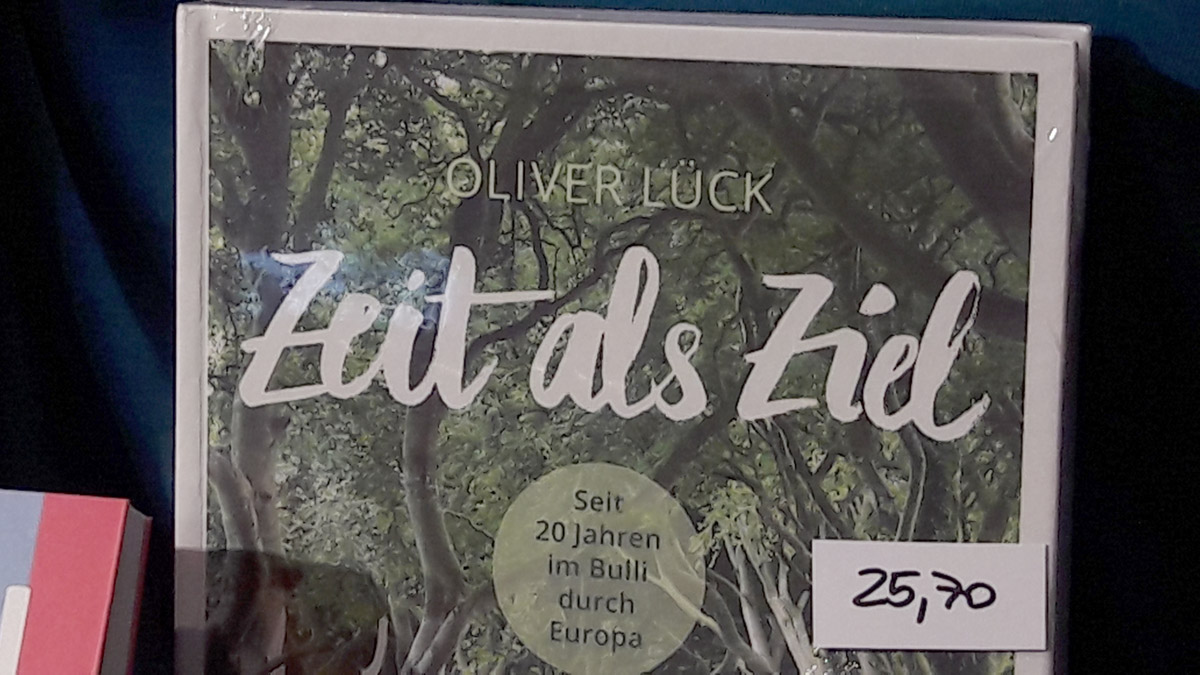 OLIVER LÜCK
Zeit als Ziel
Seit
20 Jahren
im Bulli
durch
Europa
25,70